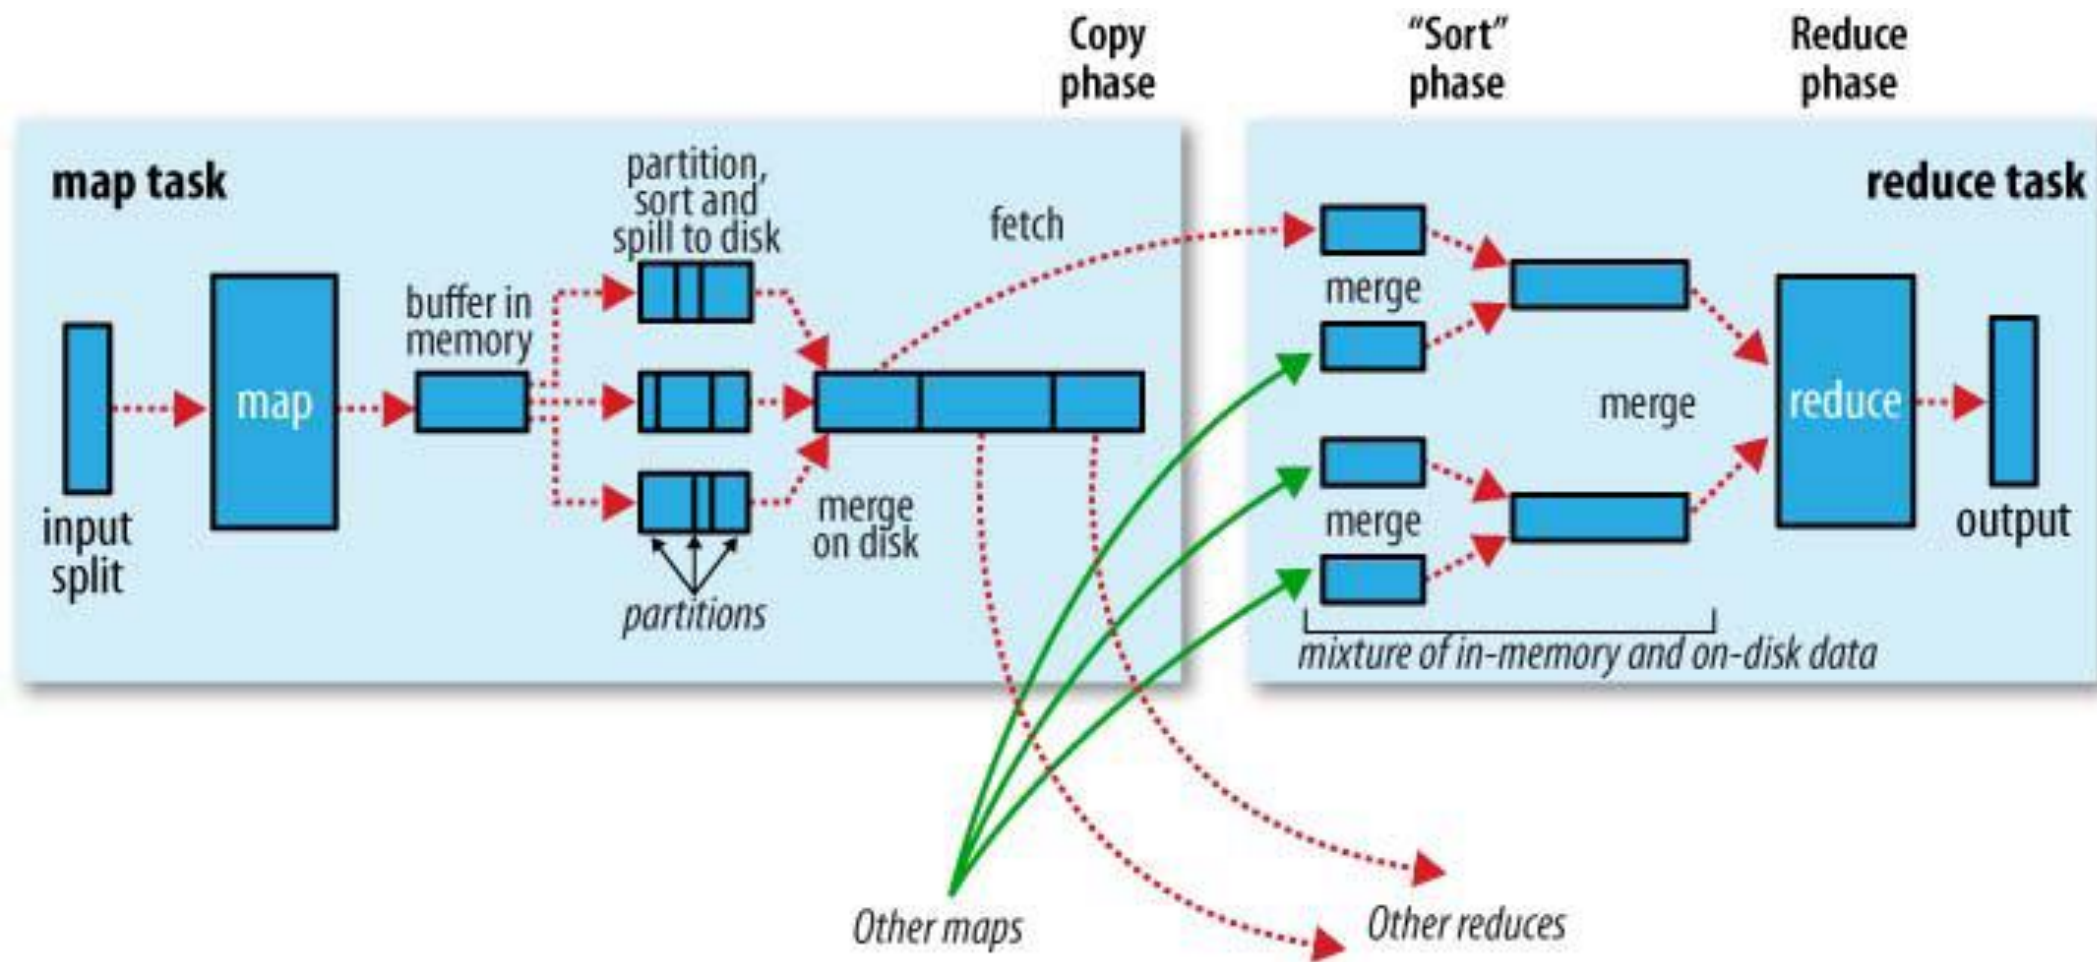 Copy
phase
“Sort”
phase
Reduce
phase
map task
partition,
sort and
spill to disk
fetch
buffer in
memory
map
input
split
merge
on disk
partitions
reduce task
merge
merge
merge
reduce
output
mixture of in-memory and on-disk data
Other maps
Other reduces